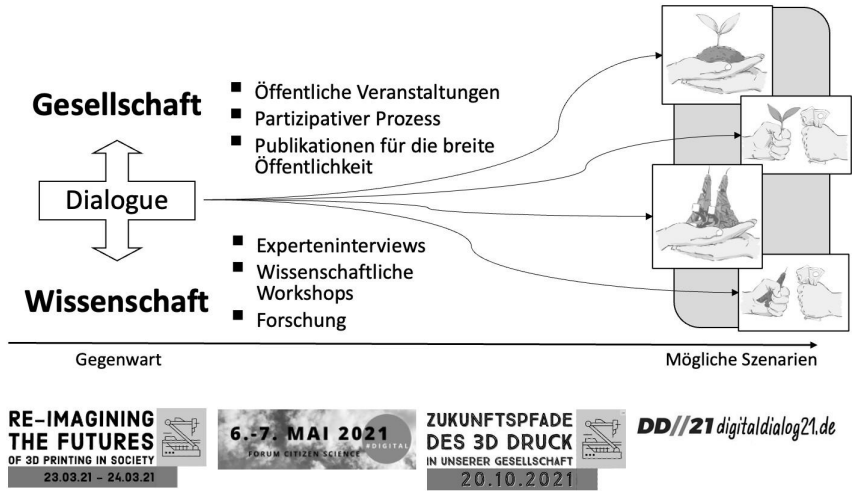 Gesellschaft
Dialogue
Wissenschaft
■ Öffentliche Veranstaltungen
■ Partizipativer Prozess
■ Publikationen für die breite
Öffentlichkeit
■ Experteninterviews
■ Wissenschaftliche
Workshops
■ Forschung
Gegenwart
Mögliche Szenarien
RE-IMAGINING
THE FUTURES
OF 3D PRINTING IN SOCIETY
23.03.21 – 24.03.21
6.-7. MAI 2021
#DIGITAL
FORUM CITIZEN SCIENCE
ZUKUNFTSPFADE
DES 3D DRUCK
IN UNSERER GESELLSCHAFT
20.10.2021
DD//21 digitaldialog21.de